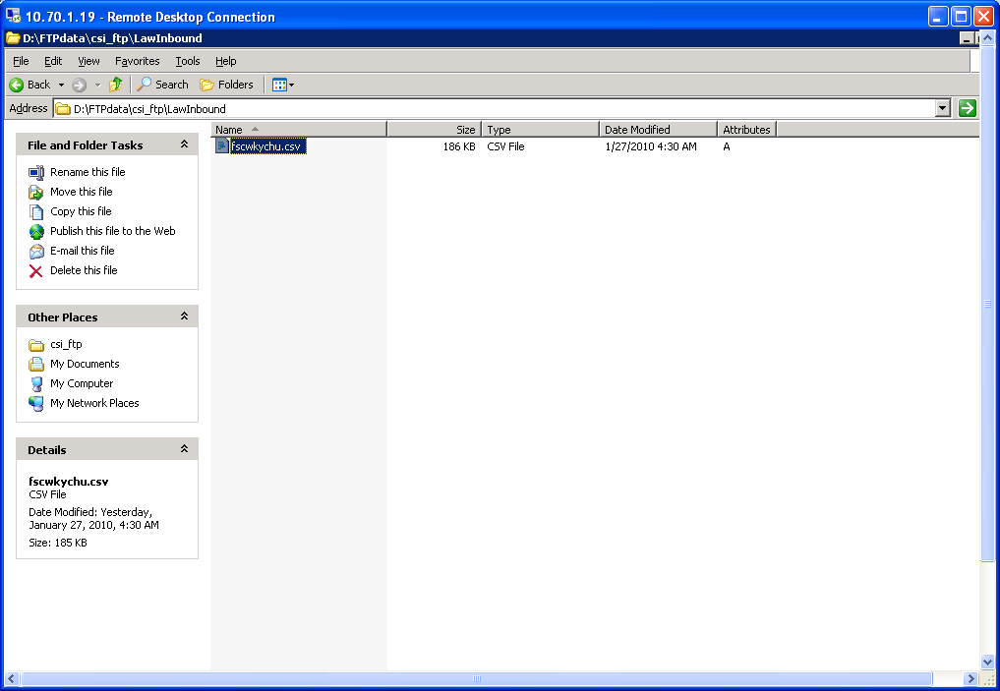 10.70.1.19 - Remote Desktop Connection
D:\FTPdata\csi_ftp\LawInbound
File Edit View Favorites Tools Help
Back Search Folders
Address D:\FTPdata\csi_ftp\LawInbound
Name Size Type Date Modified Attributes
fscwkychu.csv 186 KB CSV File 1/27/2010 4:30 AM A
File and Folder Tasks
Rename this file
Move this file
Copy this file
Publish this file to the Web
E-mail this file
Delete this file
Other Places
csi_ftp
My Documents
My Computer
My Network Places
Details
fscwkychu.csv
CSV File
Date Modified: Yesterday,
January 27, 2010, 4:30 AM
Size: 185 KB